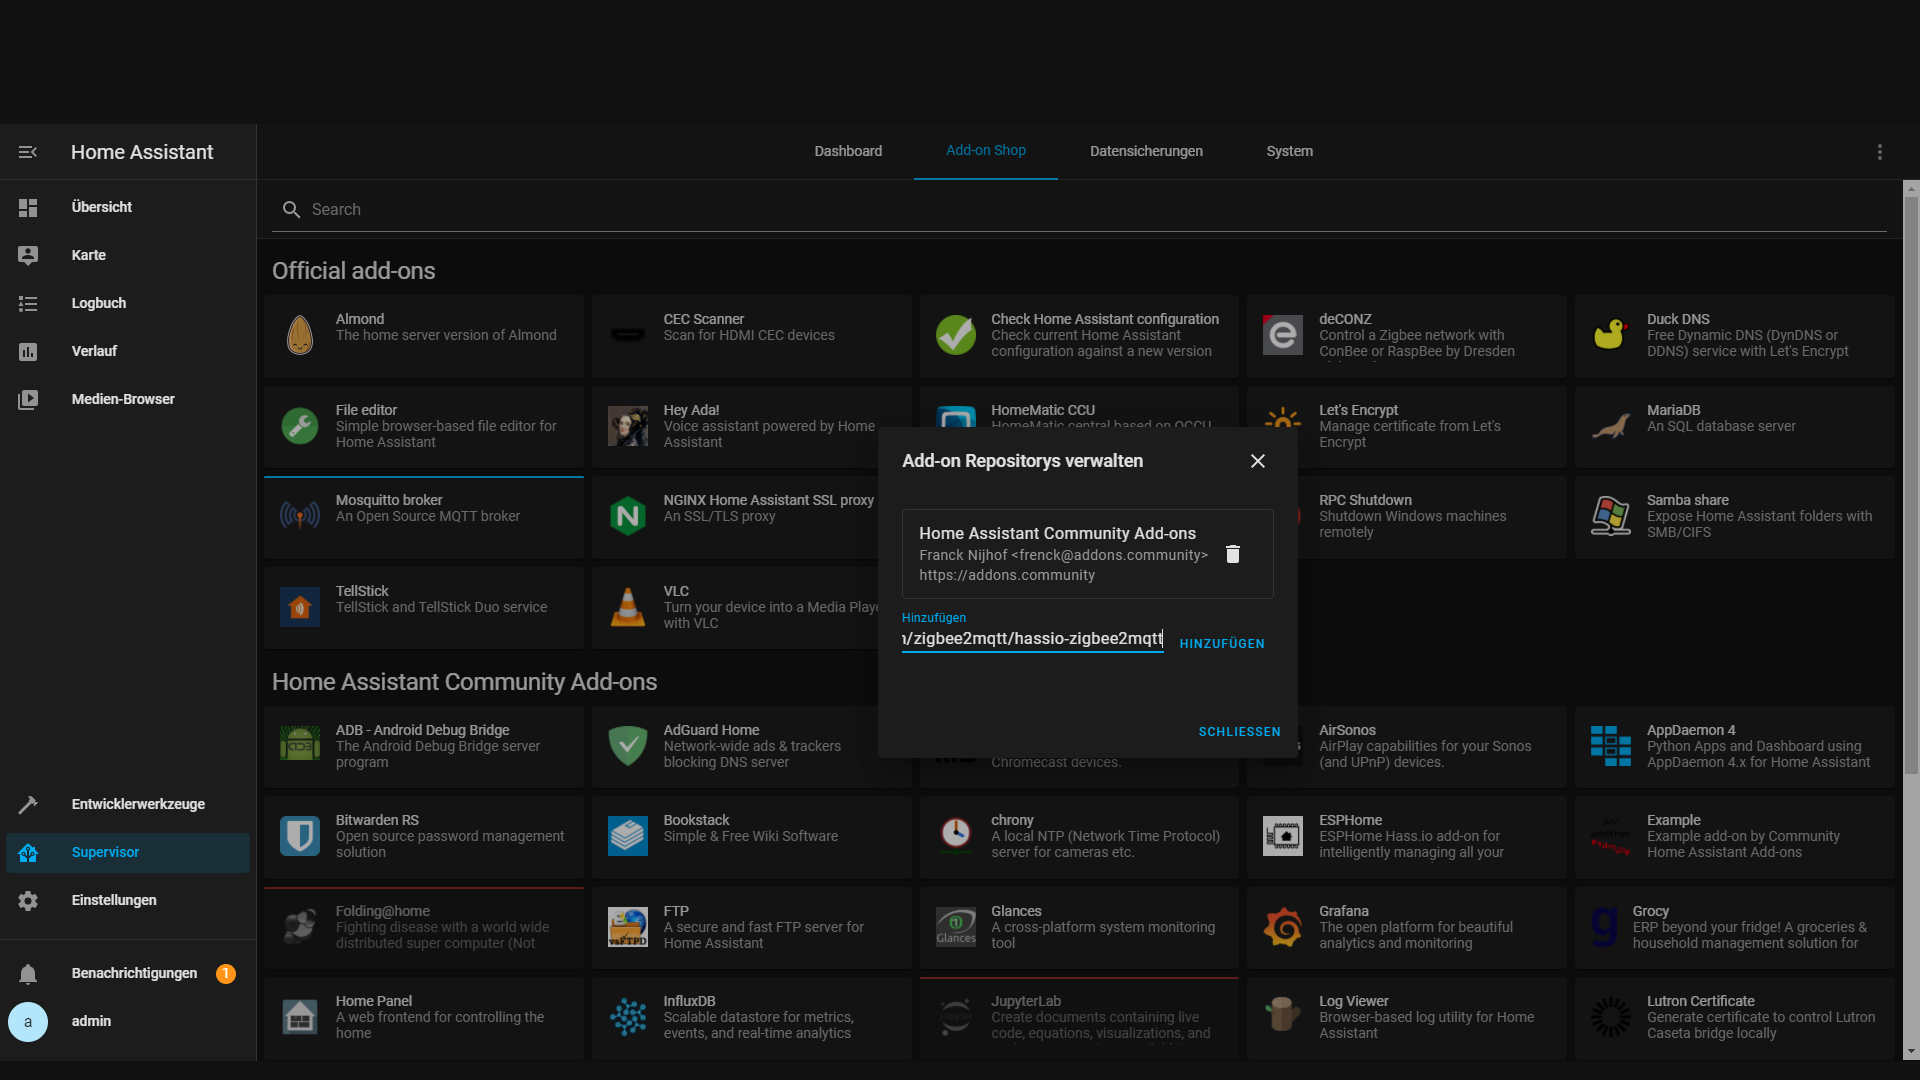 Home Assistant
Dashboard
Add-on Shop
Datensicherungen
System
Übersicht
Karte
Logbuch
Verlauf
Medien-Browser
Entwicklerwerkzeuge
Supervisor
Einstellungen
Benachrichtigungen
1
a
admin
Search
Official add-ons
Almond
The home server version of Almond
CEC Scanner
Scan for HDMI CEC devices
Check Home Assistant configuration
Check current Home Assistant
configuration against a new version
deCONZ
Control a Zigbee network with
ConBee or RaspBee by Dresden
Duck DNS
Free Dynamic DNS (DynDNS or
DDNS) service with Let's Encrypt
File editor
Simple browser-based file editor for
Home Assistant
Hey Ada!
Voice assistant powered by Home
Assistant
HomeMatic CCU
HomeMatic central based on OCCU
Let's Encrypt
Manage certificate from Let's
Encrypt
MariaDB
An SQL database server
Mosquitto broker
An Open Source MQTT broker
NGINX Home Assistant SSL proxy
An SSL/TLS proxy
RPC Shutdown
Shutdown Windows machines
remotely
Samba share
Expose Home Assistant folders with
SMB/CIFS
TellStick
TellStick and TellStick Duo service
VLC
Turn your device into a Media Playe
with VLC
Add-on Repositorys verwalten
Home Assistant Community Add-ons
Franck Nijhof <frenck@addons.community>
https://addons.community
Hinzufügen
/zigbee2mqtt/hassio-zigbee2mqtt
HINZUFÜGEN
SCHLIESSEN
Home Assistant Community Add-ons
ADB - Android Debug Bridge
The Android Debug Bridge server
program
AdGuard Home
Network-wide ads & trackers
blocking DNS server
Chromecast devices.
AirSonos
AirPlay capabilities for your Sonos
(and UPnP) devices.
AppDaemon 4
Python Apps and Dashboard using
AppDaemon 4.x for Home Assistant
Bitwarden RS
Open source password management
solution
Bookstack
Simple & Free Wiki Software
chrony
A local NTP (Network Time Protocol)
server for cameras etc.
ESPHome
ESPHome Hass.io add-on for
intelligently managing all your
just
another
example
Example
Example add-on by Community
Home Assistant Add-ons
Folding@home
Fighting disease with a world wide
distributed super computer (Not
vsFTPD
FTP
A secure and fast FTP server for
Home Assistant
Glances
Glances
A cross-platform system monitoring
tool
Grafana
The open platform for beautiful
analytics and monitoring
g
Grocy
ERP beyond your fridge! A groceries &
household management solution for
Home Panel
A web frontend for controlling the
home
InfluxDB
Scalable datastore for metrics,
events, and real-time analytics
jupyter
JupyterLab
Create documents containing live
code, equations, visualizations, and
Log Viewer
Browser-based log utility for Home
Assistant
Lutron Certificate
Generate certificate to control Lutron
Caseta bridge locally